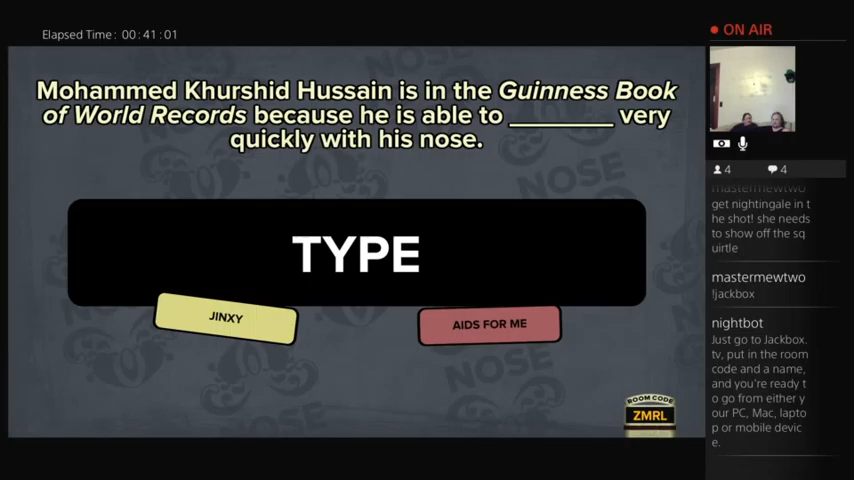 Elapsed Time: 00:41:01
ON AIR
Mohammed Khurshid Hussain is in the Guinness Book
of World Records because he is able to ________ very
quickly with his nose.
TYPE
JINXY
AIDS FOR ME
ROOM CODE
ZMRL
NOSE
NOSE
NOSE
4
4
mastermewtwo
get nightingale in t
he shot! she needs
to show off the sq
uirtle
mastermewtwo
!jackbox
nightbot
Just go to Jackbox.
tv, put in the room
code and a name,
and you're ready t
o go from either y
our PC, Mac, lapto
p or mobile devic
e.